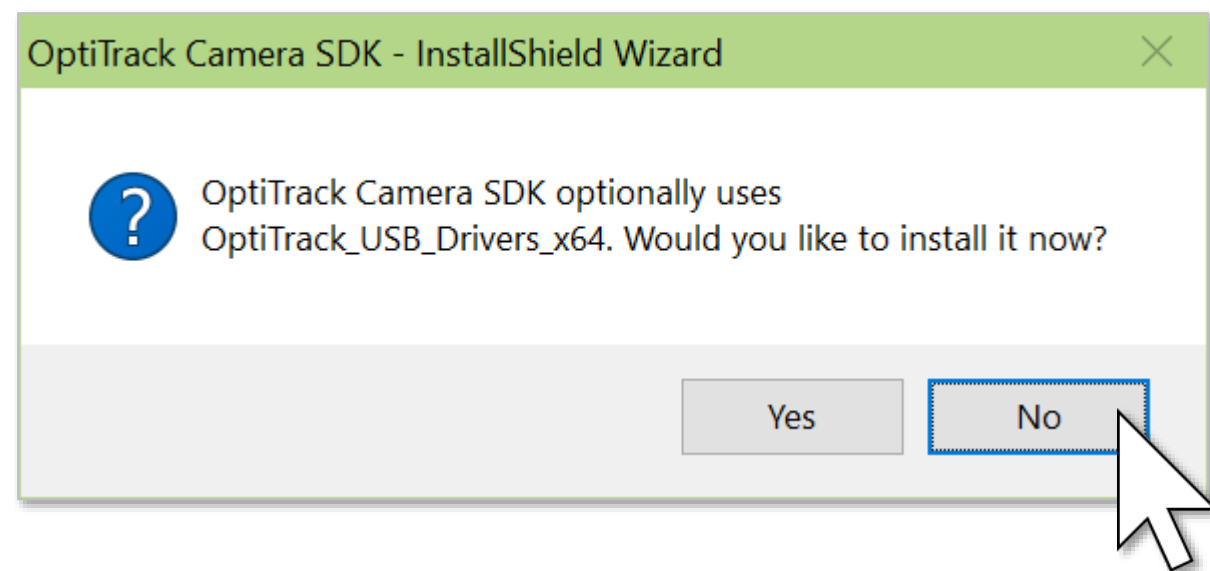 OptiTrack Camera SDK - InstallShield Wizard
?
OptiTrack Camera SDK optionally uses
OptiTrack_USB_Drivers_x64. Would you like to install it now?
Yes
No